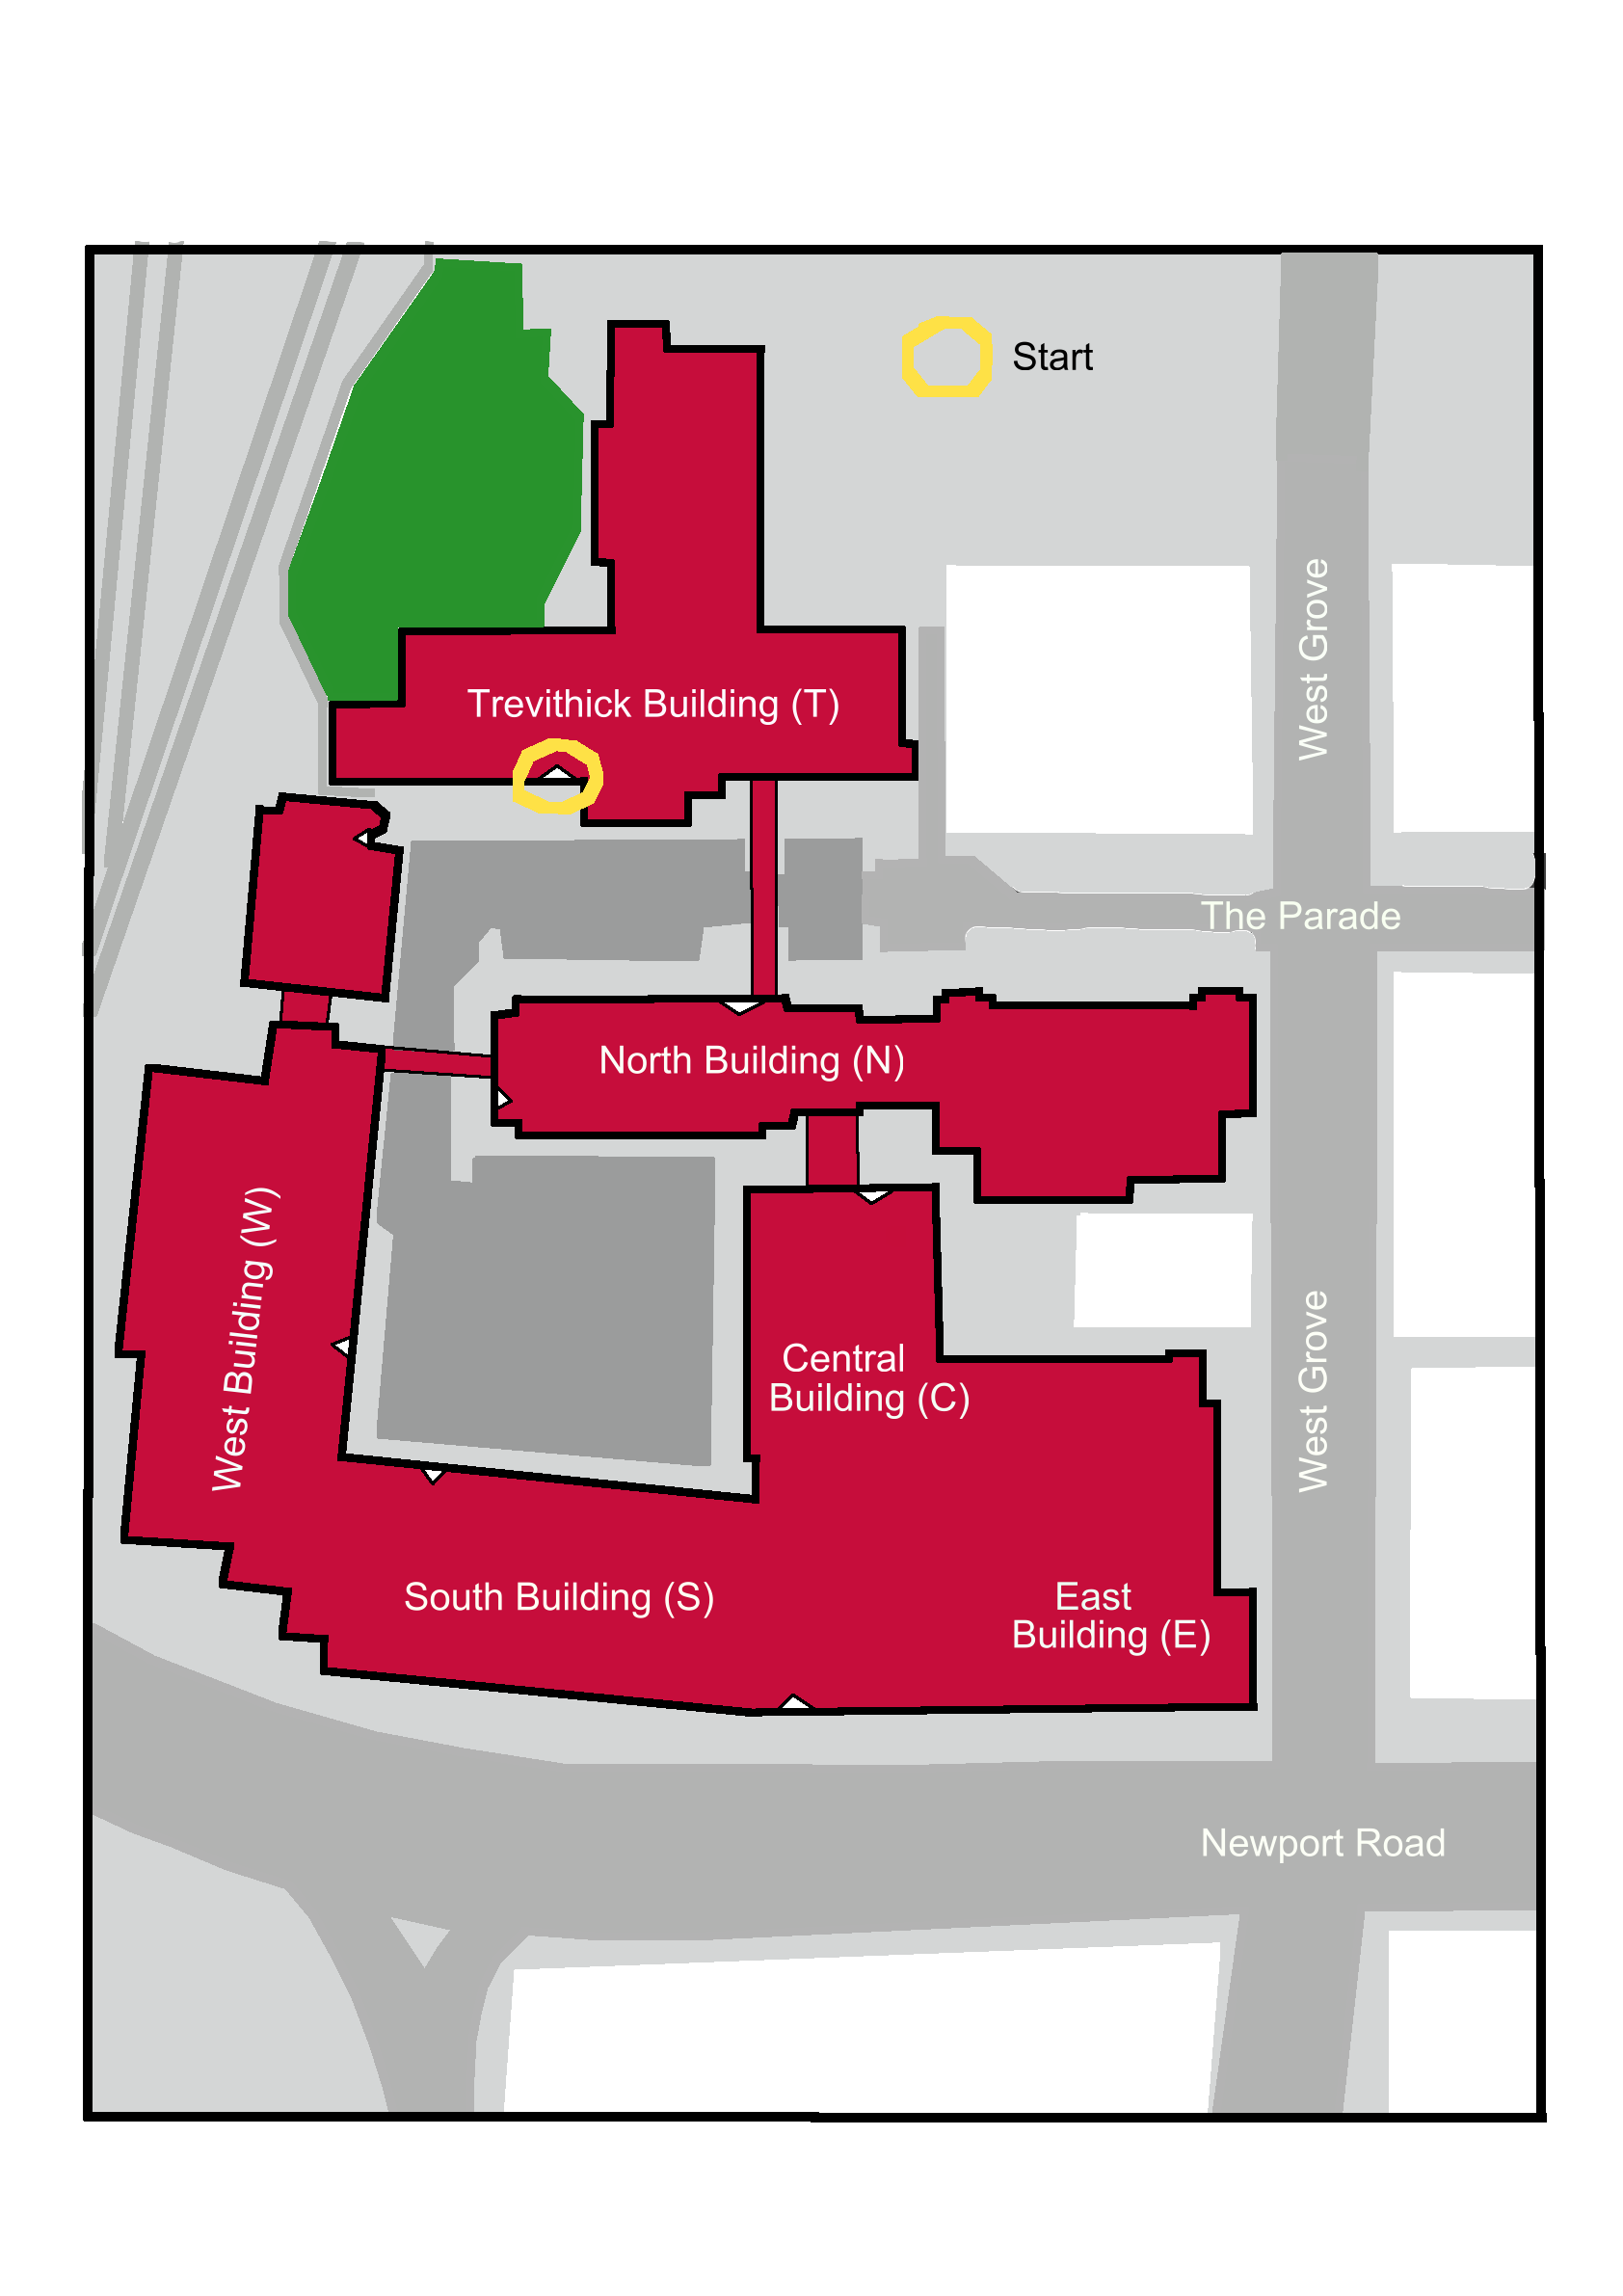 Start
West Grove
Trevithick Building (T)
The Parade
North Building (N)
West Building (W)
Central
Building (C)
West Grove
South Building (S)
East
Building (E)
Newport Road